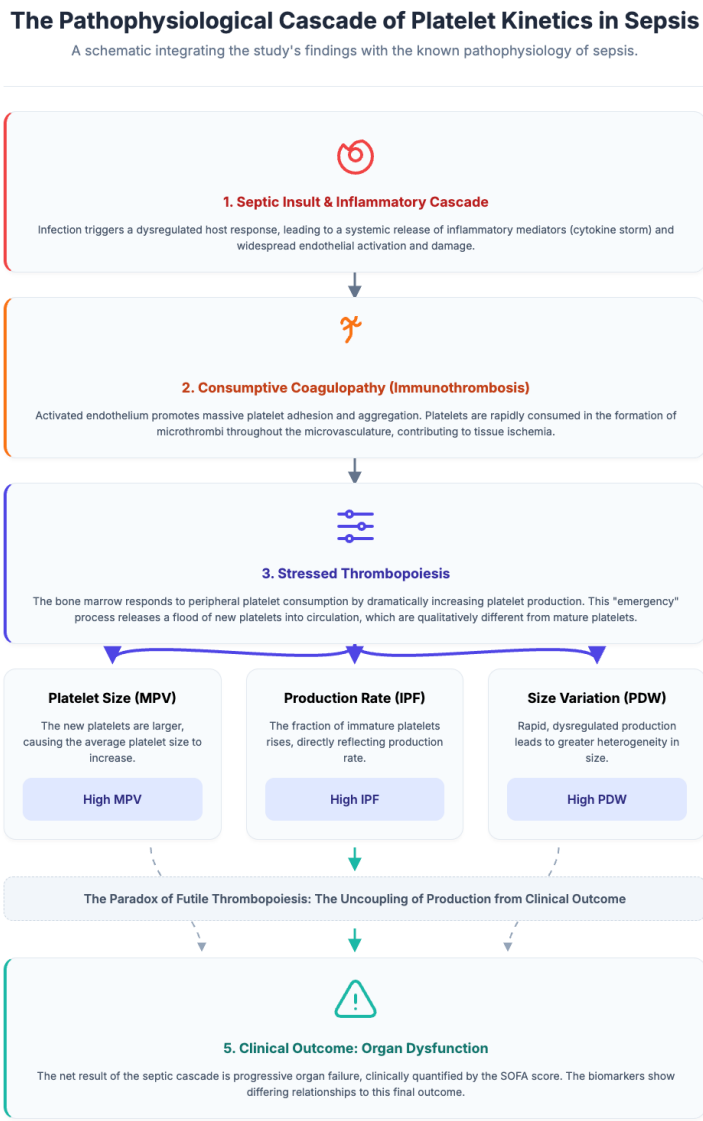 The Pathophysiological Cascade of Platelet Kinetics in Sepsis
A schematic integrating the study's findings with the known pathophysiology of sepsis.
1. Septic Insult & Inflammatory Cascade
Infection triggers a dysregulated host response, leading to a systemic release of inflammatory mediators (cytokine storm) and
widespread endothelial activation and damage.
2. Consumptive Coagulopathy (Immunothrombosis)
Activated endothelium promotes massive platelet adhesion and aggregation. Platelets are rapidly consumed in the formation of
microthrombi throughout the microvasculature, contributing to tissue ischemia.
3. Stressed Thrombopoiesis
The bone marrow responds to peripheral platelet consumption by dramatically increasing platelet production. This "emergency"
process releases a flood of new platelets into circulation, which are qualitatively different from mature platelets.
Platelet Size (MPV)
The new platelets are larger,
causing the average platelet size to
increase.
High MPV
Production Rate (IPF)
The fraction of immature platelets
rises, directly reflecting production
rate.
High IPF
Size Variation (PDW)
Rapid, dysregulated production
leads to greater heterogeneity in
size.
High PDW
The Paradox of Futile Thrombopoiesis: The Uncoupling of Production from Clinical Outcome
5. Clinical Outcome: Organ Dysfunction
The net result of the septic cascade is progressive organ failure, clinically quantified by the SOFA score. The biomarkers show
differing relationships to this final outcome.